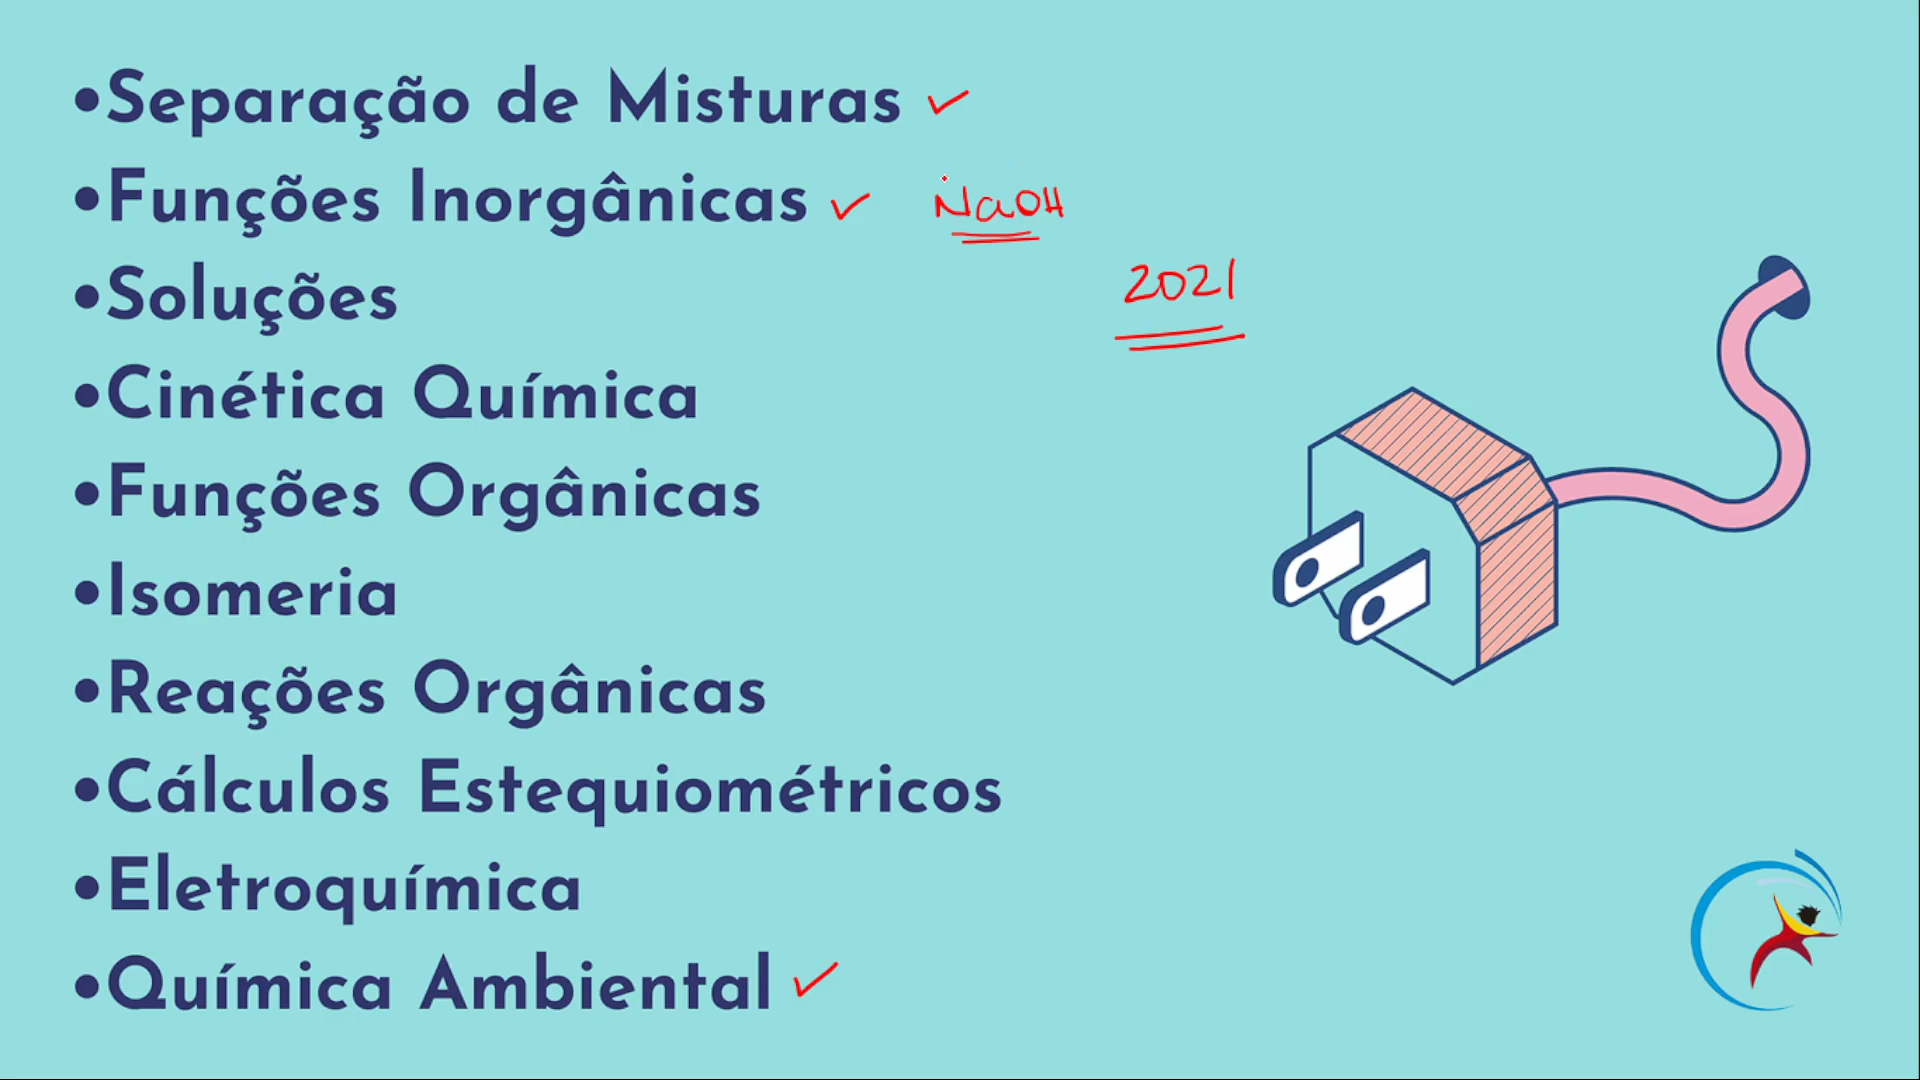 •Separação de Misturas ✓
•Funções Inorgânicas ✓ NaOH
2021
•Soluções
•Cinética Química
•Funções Orgânicas
•Isomeria
•Reações Orgânicas
•Cálculos Estequiométricos
•Eletroquímica
•Química Ambiental ✓